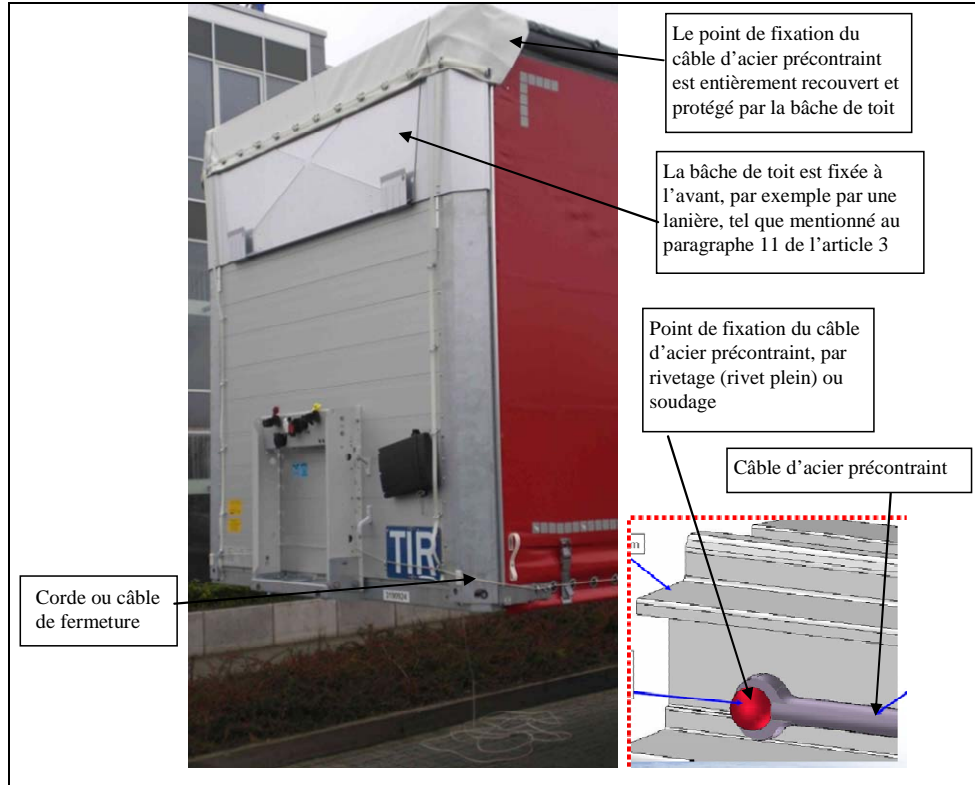 Le point de fixation du
câble d'acier précontraint
est entièrement recouvert et
protégé par la bâche de toit
La bâche de toit est fixée à
l'avant, par exemple par une
lanière, tel que mentionné au
paragraphe 11 de l'article 3
Point de fixation du câble
d'acier précontraint, par
rivetage (rivet plein) ou
soudage
Câble d'acier précontraint
m
TIR
Corde ou câble
de fermeture